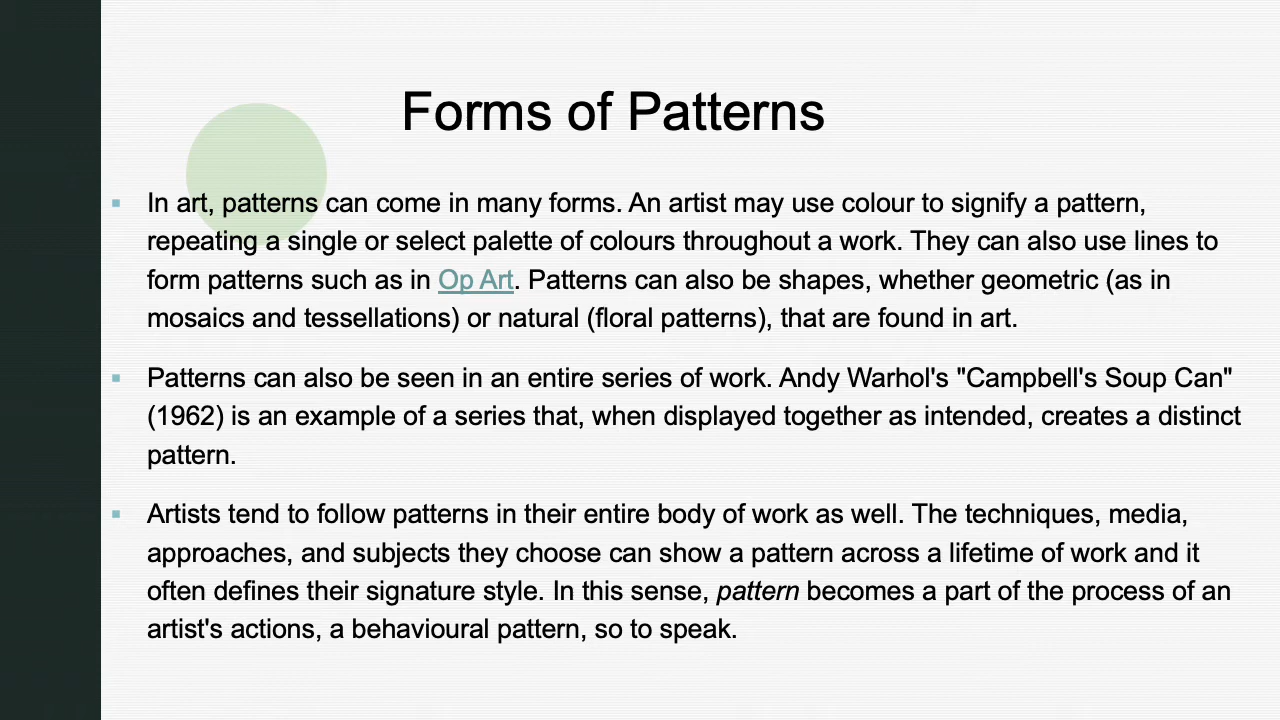 Forms of Patterns
In art, patterns can come in many forms. An artist may use colour to signify a pattern,
repeating a single or select palette of colours throughout a work. They can also use lines to
form patterns such as in Op Art. Patterns can also be shapes, whether geometric (as in
mosaics and tessellations) or natural (floral patterns), that are found in art.
Patterns can also be seen in an entire series of work. Andy Warhol's "Campbell's Soup Can"
(1962) is an example of a series that, when displayed together as intended, creates a distinct
pattern.
Artists tend to follow patterns in their entire body of work as well. The techniques, media,
approaches, and subjects they choose can show a pattern across a lifetime of work and it
often defines their signature style. In this sense, pattern becomes a part of the process of an
artist's actions, a behavioural pattern, so to speak.